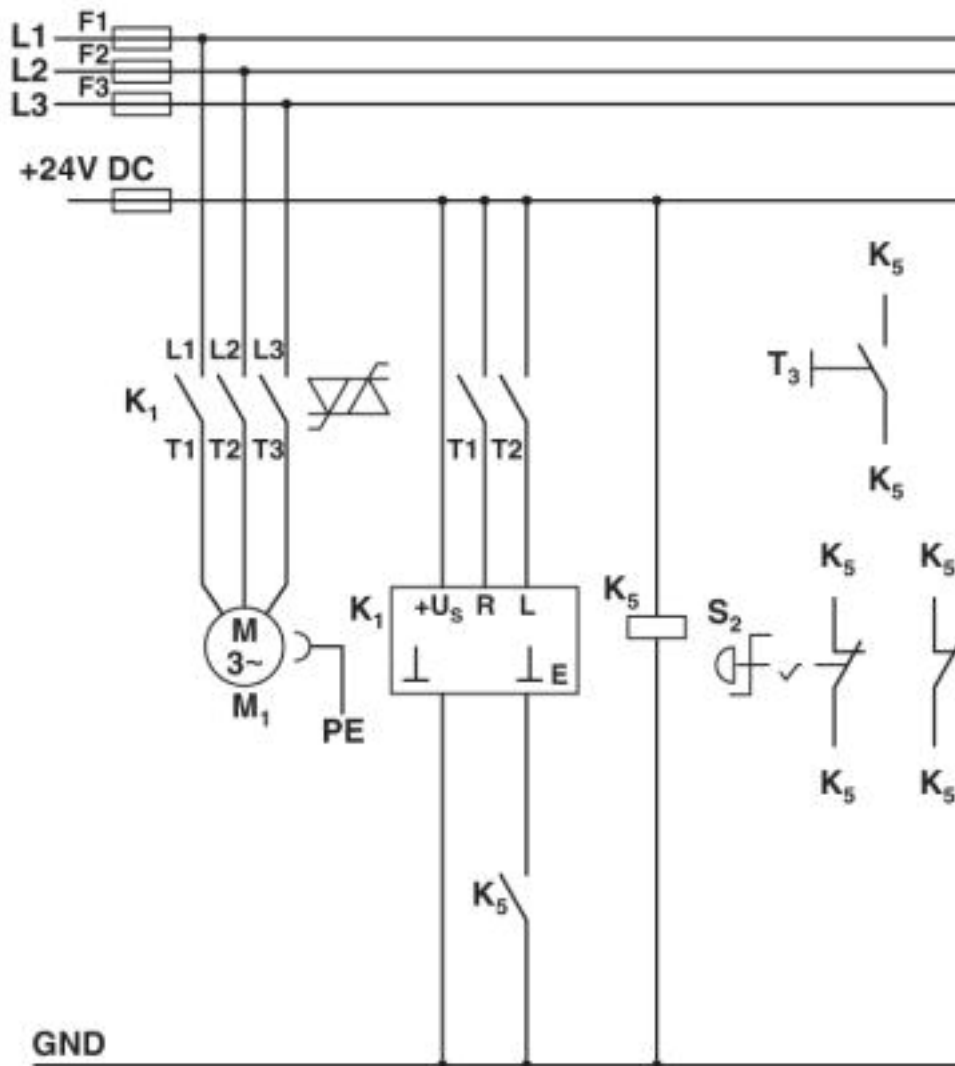 L1 F1
L2 F2
L3 F3
+24V DC
K5
L1 L2 L3
T3
K1
T1 T2 T3 T1 T2
K5
K5 K5
K1 +US R L K5 S2
M
3~
E
M1
PE
K5 K5
K5
GND